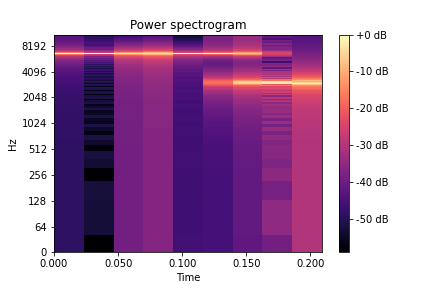 Power spectrogram
8192
4096
2048
1024
512
256
128
64
0
Hz
0.000 0.050 0.100 0.150 0.200
Time
+0 dB
-10 dB
-20 dB
-30 dB
-40 dB
-50 dB